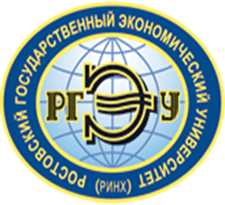 РОСТОВСКИЙ ГОСУДАРСТВЕННЫЙ ЭКОНОМИЧЕСКИЙ УНИВЕРСИТЕТ
(РИНХ)
РГЭУ